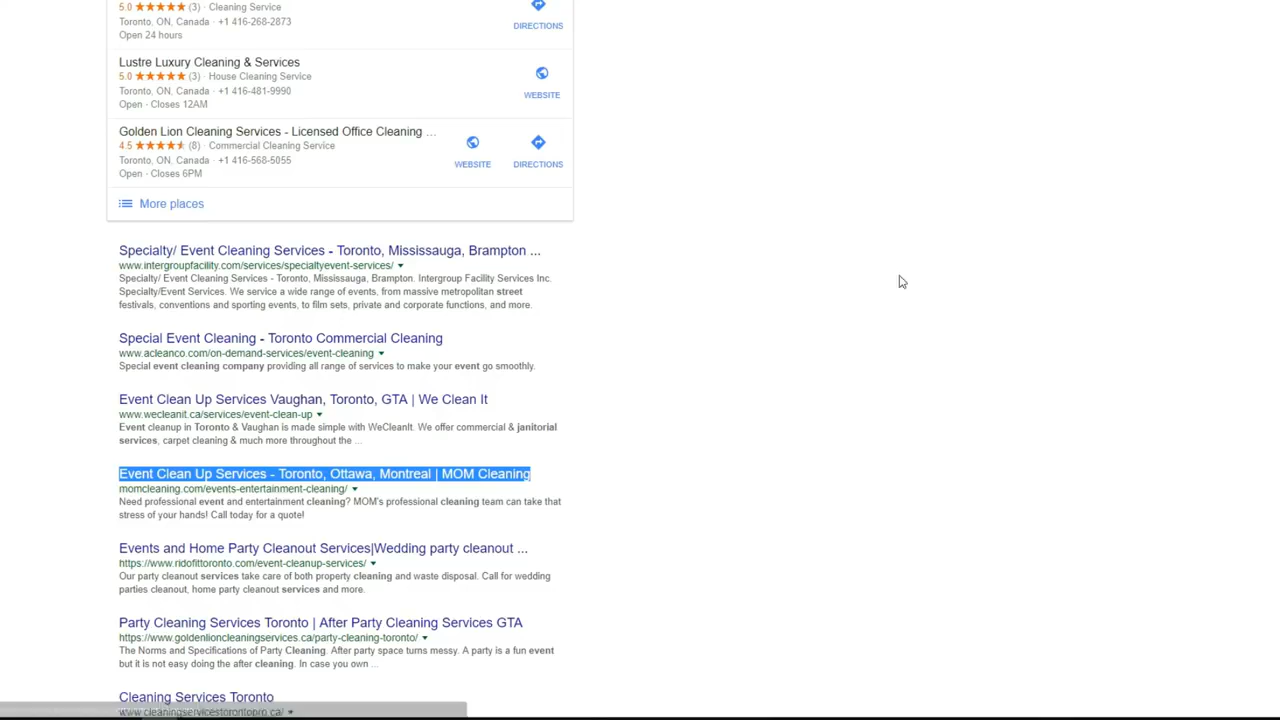 5.0 ★★★★★ (3) · Cleaning Service
Toronto, ON, Canada · +1 416-268-2873
Open 24 hours
DIRECTIONS
Lustre Luxury Cleaning & Services
5.0 ★★★★★ (3) · House Cleaning Service
Toronto, ON, Canada · +1 416-481-9990
Open · Closes 12AM
WEBSITE
Golden Lion Cleaning Services - Licensed Office Cleaning ...
4.5 ★★★★★ (8) · Commercial Cleaning Service
Toronto, ON, Canada · +1 416-568-5055
Open · Closes 6PM
WEBSITE
DIRECTIONS
More places
Specialty/ Event Cleaning Services - Toronto, Mississauga, Brampton ...
www.intergroupfacility.com/services/specialtyevent-services/
Specialty/ Event Cleaning Services - Toronto, Mississauga, Brampton. Intergroup Facility Services Inc.
Specialty/Event Services. We service a wide range of events, from massive metropolitan street
festivals, conventions and sporting events, to film sets, private and corporate functions, and more.
Special Event Cleaning - Toronto Commercial Cleaning
www.acleanco.com/on-demand-services/event-cleaning
Special event cleaning company providing all range of services to make your event go smoothly.
Event Clean Up Services Vaughan, Toronto, GTA | We Clean It
www.wecleanit.ca/services/event-clean-up
Event cleanup in Toronto & Vaughan is made simple with WeCleanIt. We offer commercial & janitorial
services, carpet cleaning & much more throughout the ...
Event Clean Up Services - Toronto, Ottawa, Montreal | MOM Cleaning
momcleaning.com/events-entertainment-cleaning/
Need professional event and entertainment cleaning? MOM's professional cleaning team can take that
stress of your hands! Call today for a quote!
Events and Home Party Cleanout Services|Wedding party cleanout ...
https://www.ridofittoronto.com/event-cleanup-services/
Our party cleanout services take care of both property cleaning and waste disposal. Call for wedding
parties cleanout, home party cleanout services and more.
Party Cleaning Services Toronto | After Party Cleaning Services GTA
https://www.goldenlioncleaningservices.ca/party-cleaning-toronto/
The Norms and Specifications of Party Cleaning. After party space turns messy. A party is a fun event
but it is not easy doing the after cleaning. In case you own ...
Cleaning Services Toronto
www.cleaningservicestorontopro.ca/